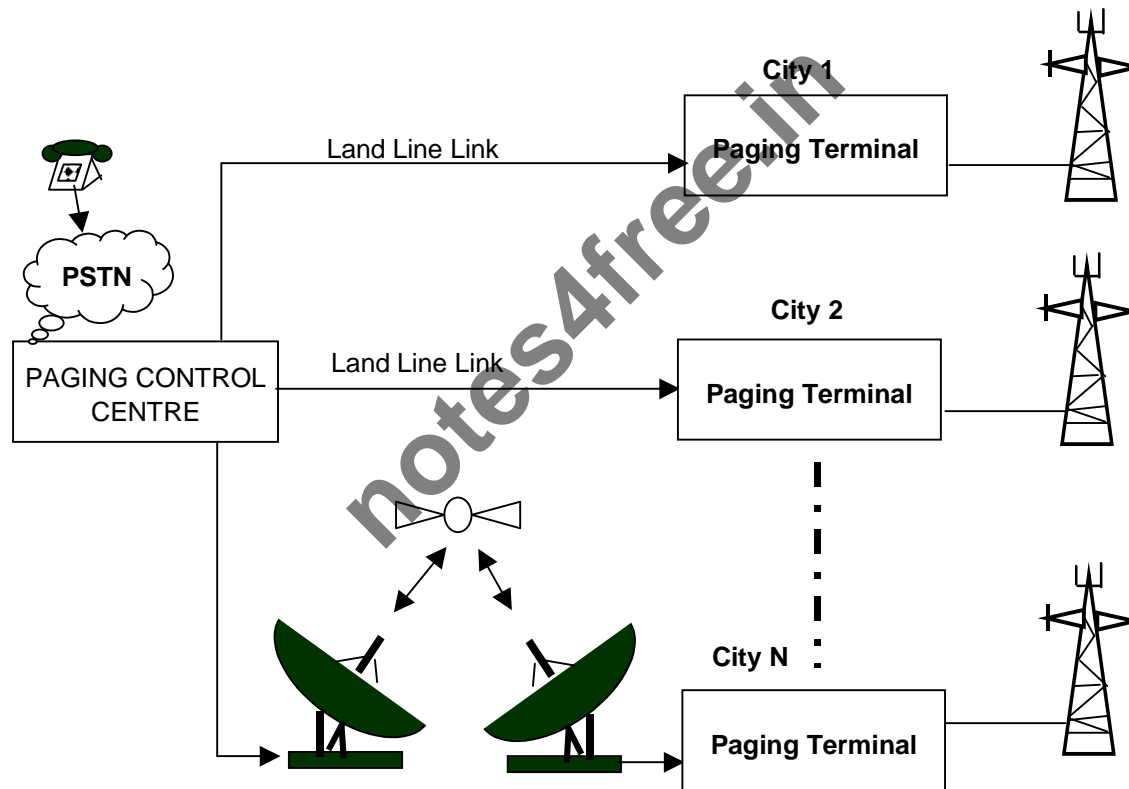 City 1
Land Line Link
Paging Terminal
PSTN
City 2
Land Line Link
PAGING CONTROL
CENTRE
Paging Terminal
City N
Paging Terminal
notes4free.in